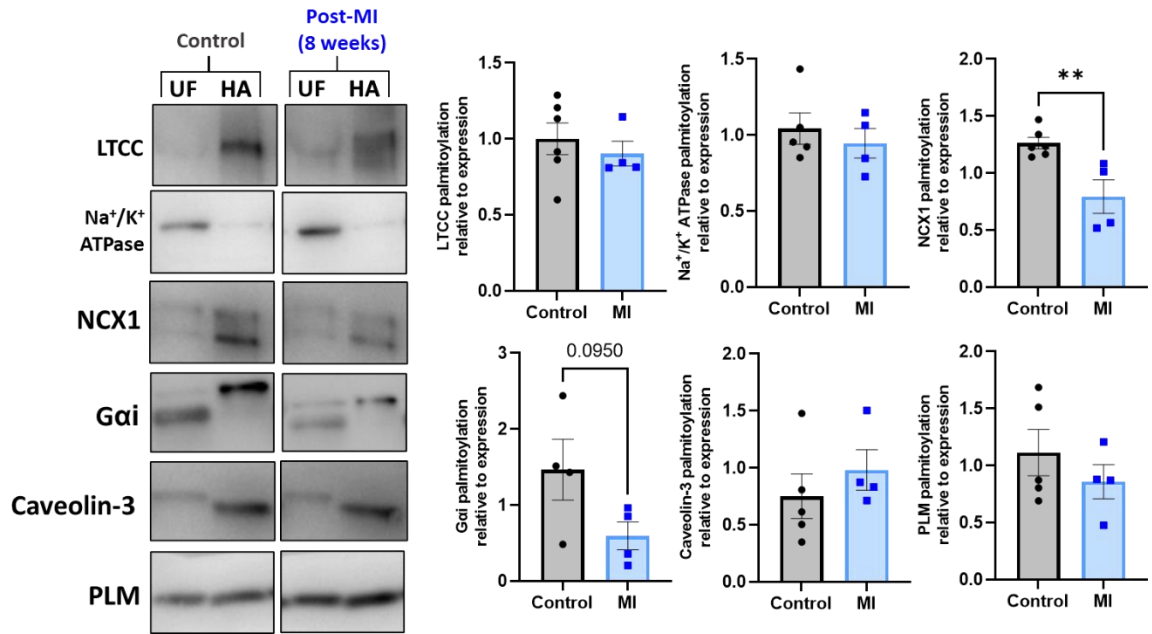 Control
Post-MI
(8 weeks)
UF HA UF HA
LTCC
Na⁺/K⁺
ATPase
NCX1
Gαi
Caveolin-3
PLM
LTCC palmitoylation
relative to expression
1.5
1.0
0.5
0.0
Control MI
Na⁺/K⁺ ATPase palmitoylation
relative to expression
1.5
1.0
0.5
0.0
Control MI
NCX1 palmitoylation
relative to expression
2.0
1.5
1.0
0.5
0.0
**
Control MI
Gαi palmitoylation
relative to expression
3
2
1
0
0.0950
Control MI
Caveolin-3 palmitoylation
relative to expression
2.0
1.5
1.0
0.5
0.0
Control MI
PLM palmitoylation
relative to expression
2.0
1.5
1.0
0.5
0.0
Control MI